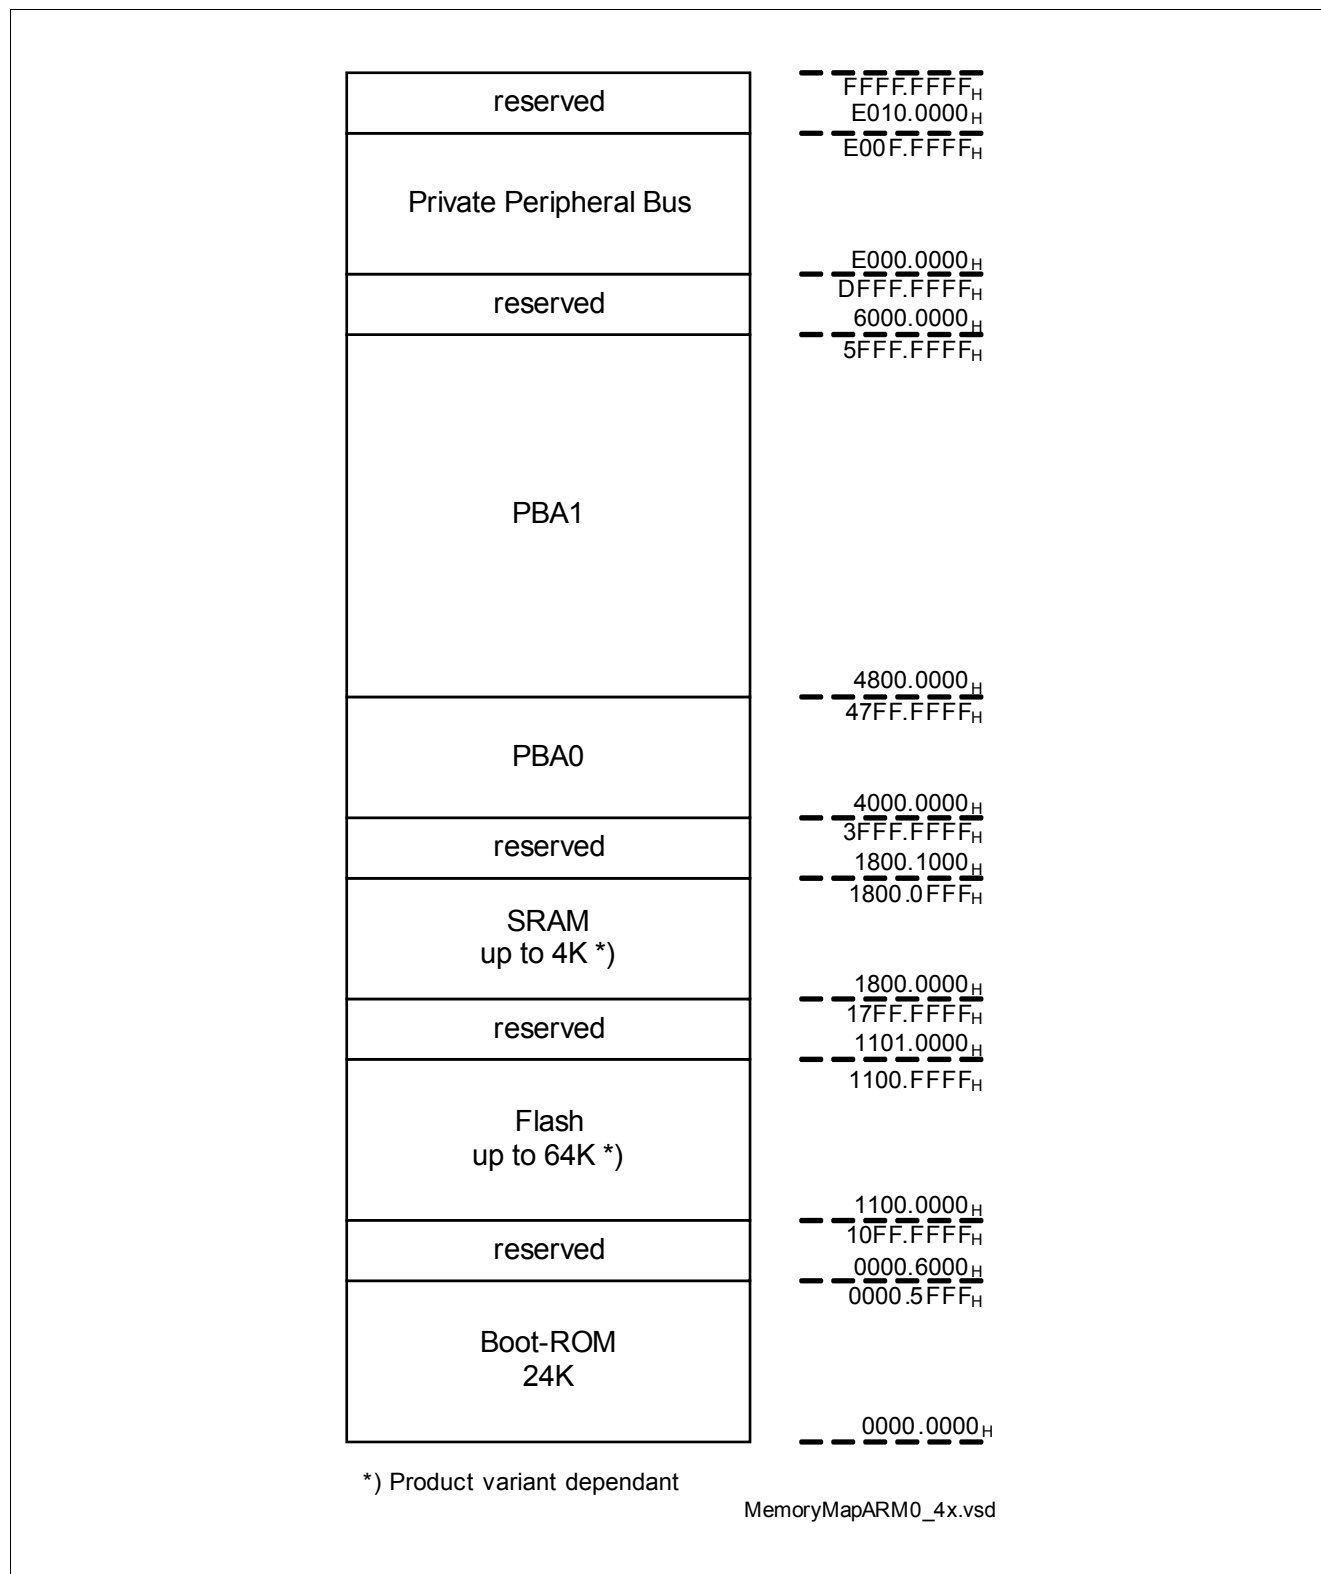 reserved
FFFF.FFFFH
E010.0000H
E00F.FFFFH
Private Peripheral Bus
E000.0000H
DFFF.FFFFH
reserved
6000.0000H
5FFF.FFFFH
PBA1
4800.0000H
47FF.FFFFH
PBA0
4000.0000H
3FFF.FFFFH
reserved
1800.1000H
1800.0FFFH
SRAM
up to 4K *)
1800.0000H
17FF.FFFFH
reserved
1101.0000H
1100.FFFFH
Flash
up to 64K *)
1100.0000H
10FF.FFFFH
reserved
0000.6000H
0000.5FFFH
Boot-ROM
24K
0000.0000H
*) Product variant dependant
MemoryMapARM0_4x.vsd